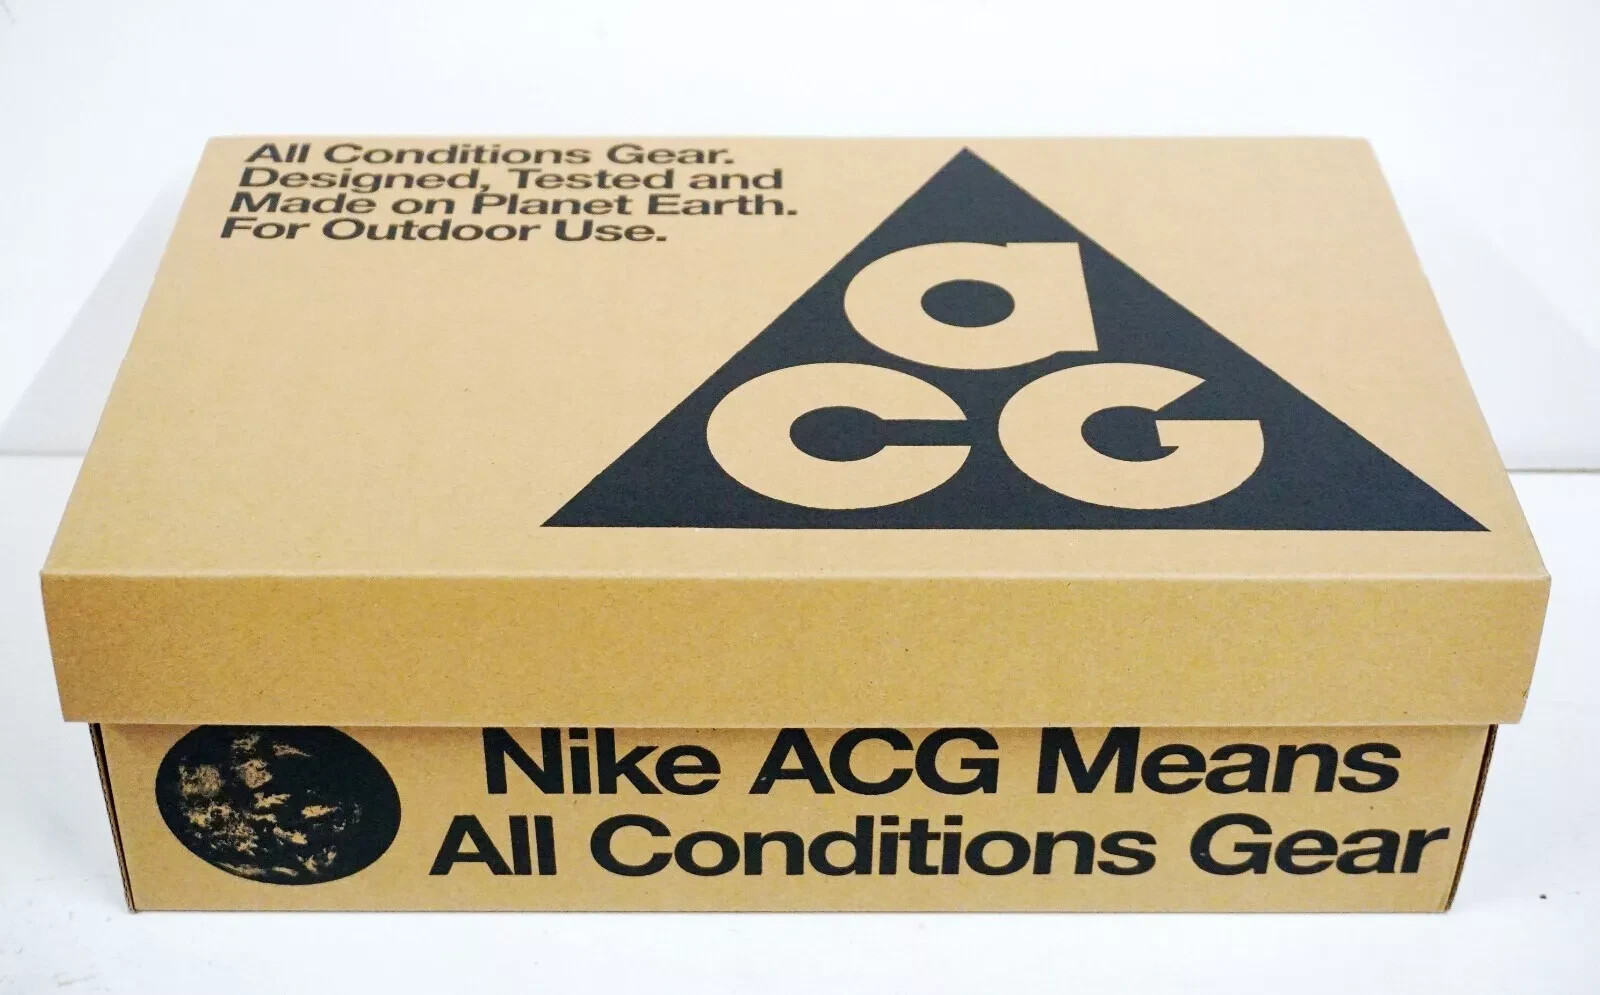 All Conditions Gear.
Designed, Tested and
Made on Planet Earth.
For Outdoor Use.
a
CG
Nike ACG Means
All Conditions Gear